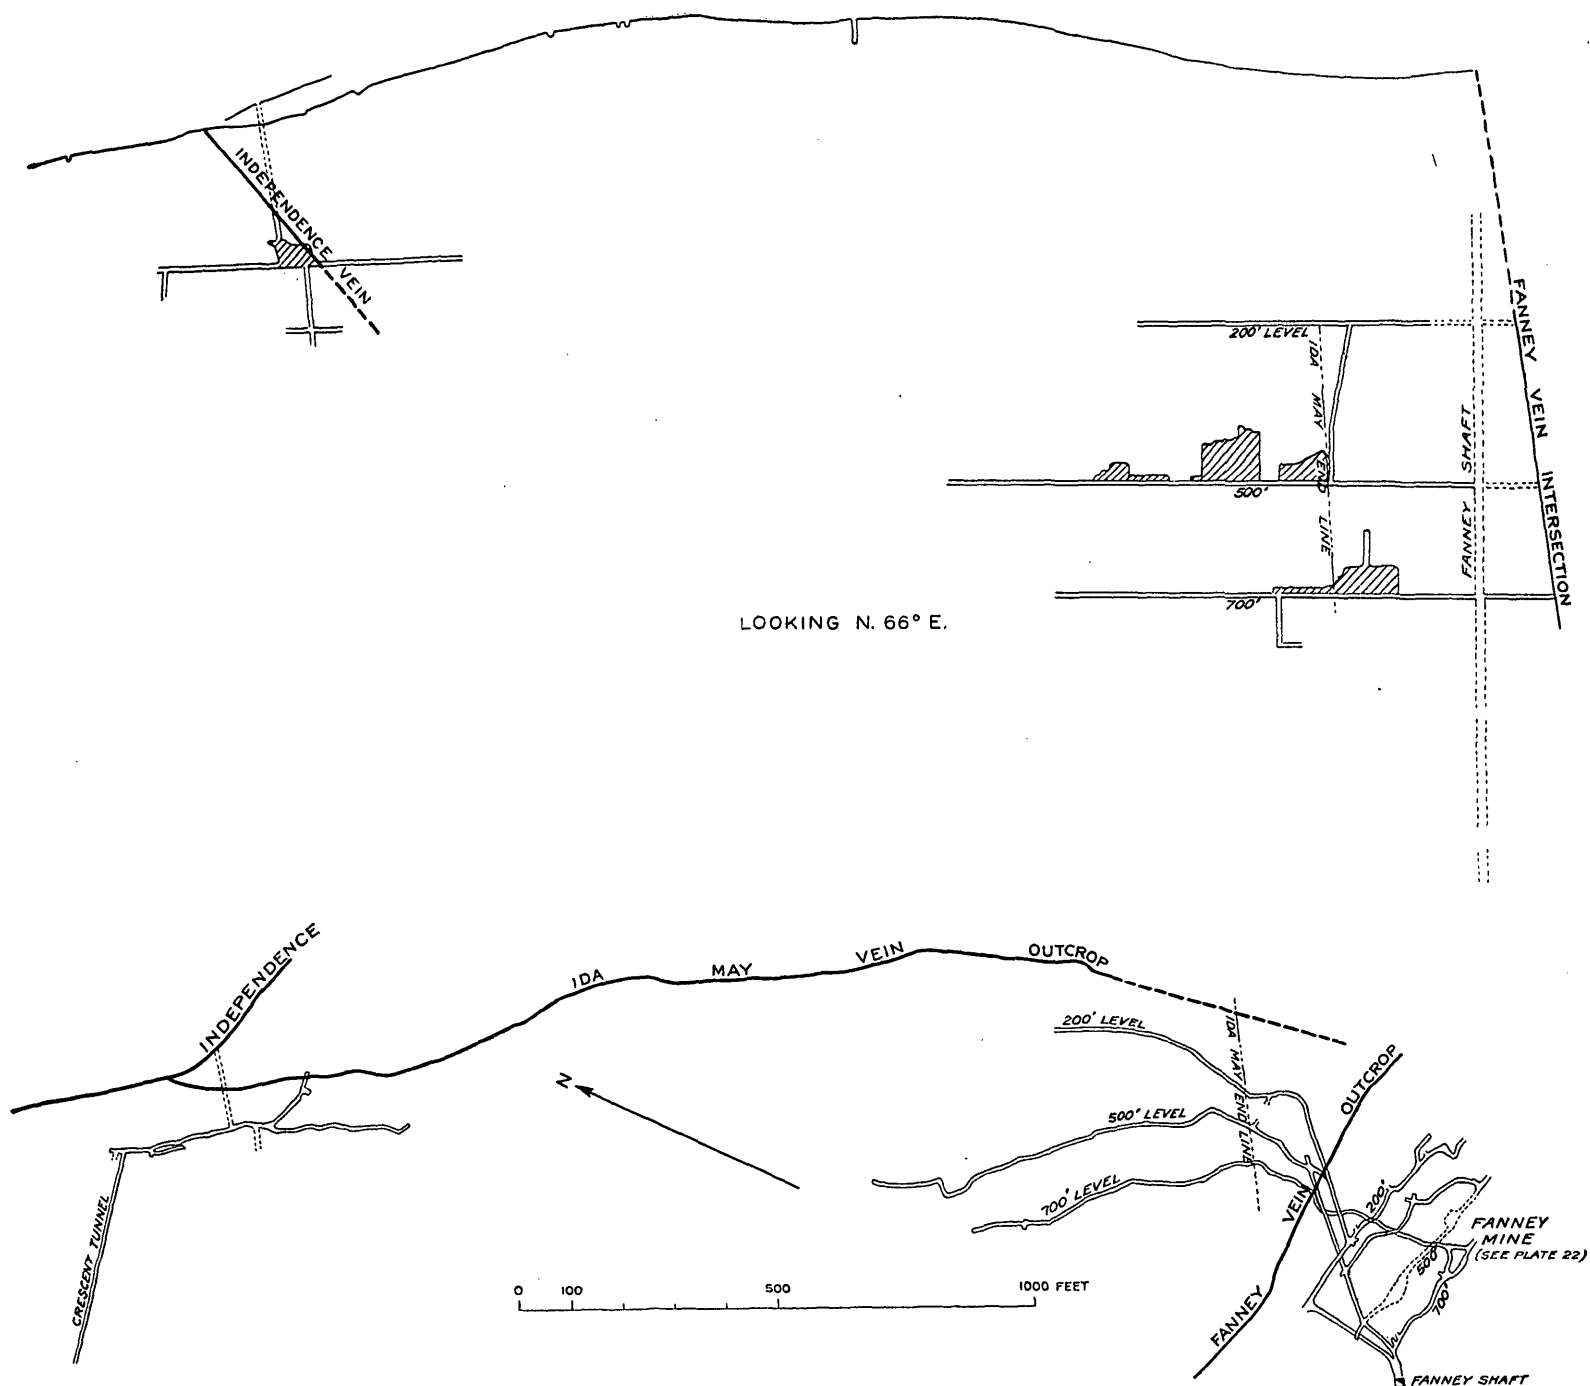 INDEPENDENCE VEIN
FANNEY VEIN INTERSECTION
200' LEVEL
IDA MAY END LINE
FANNEY SHAFT
500'
700'
LOOKING N. 66° E.
INDEPENDENCE
IDA MAY VEIN OUTCROP
200' LEVEL
IDA MAY END LINE
N
500' LEVEL
700' LEVEL
FANNEY VEIN OUTCROP
CRESCENT TUNNEL
200'
500'
700'
FANNEY
MINE
(SEE PLATE 22)
0 100 500 1000 FEET
FANNEY SHAFT